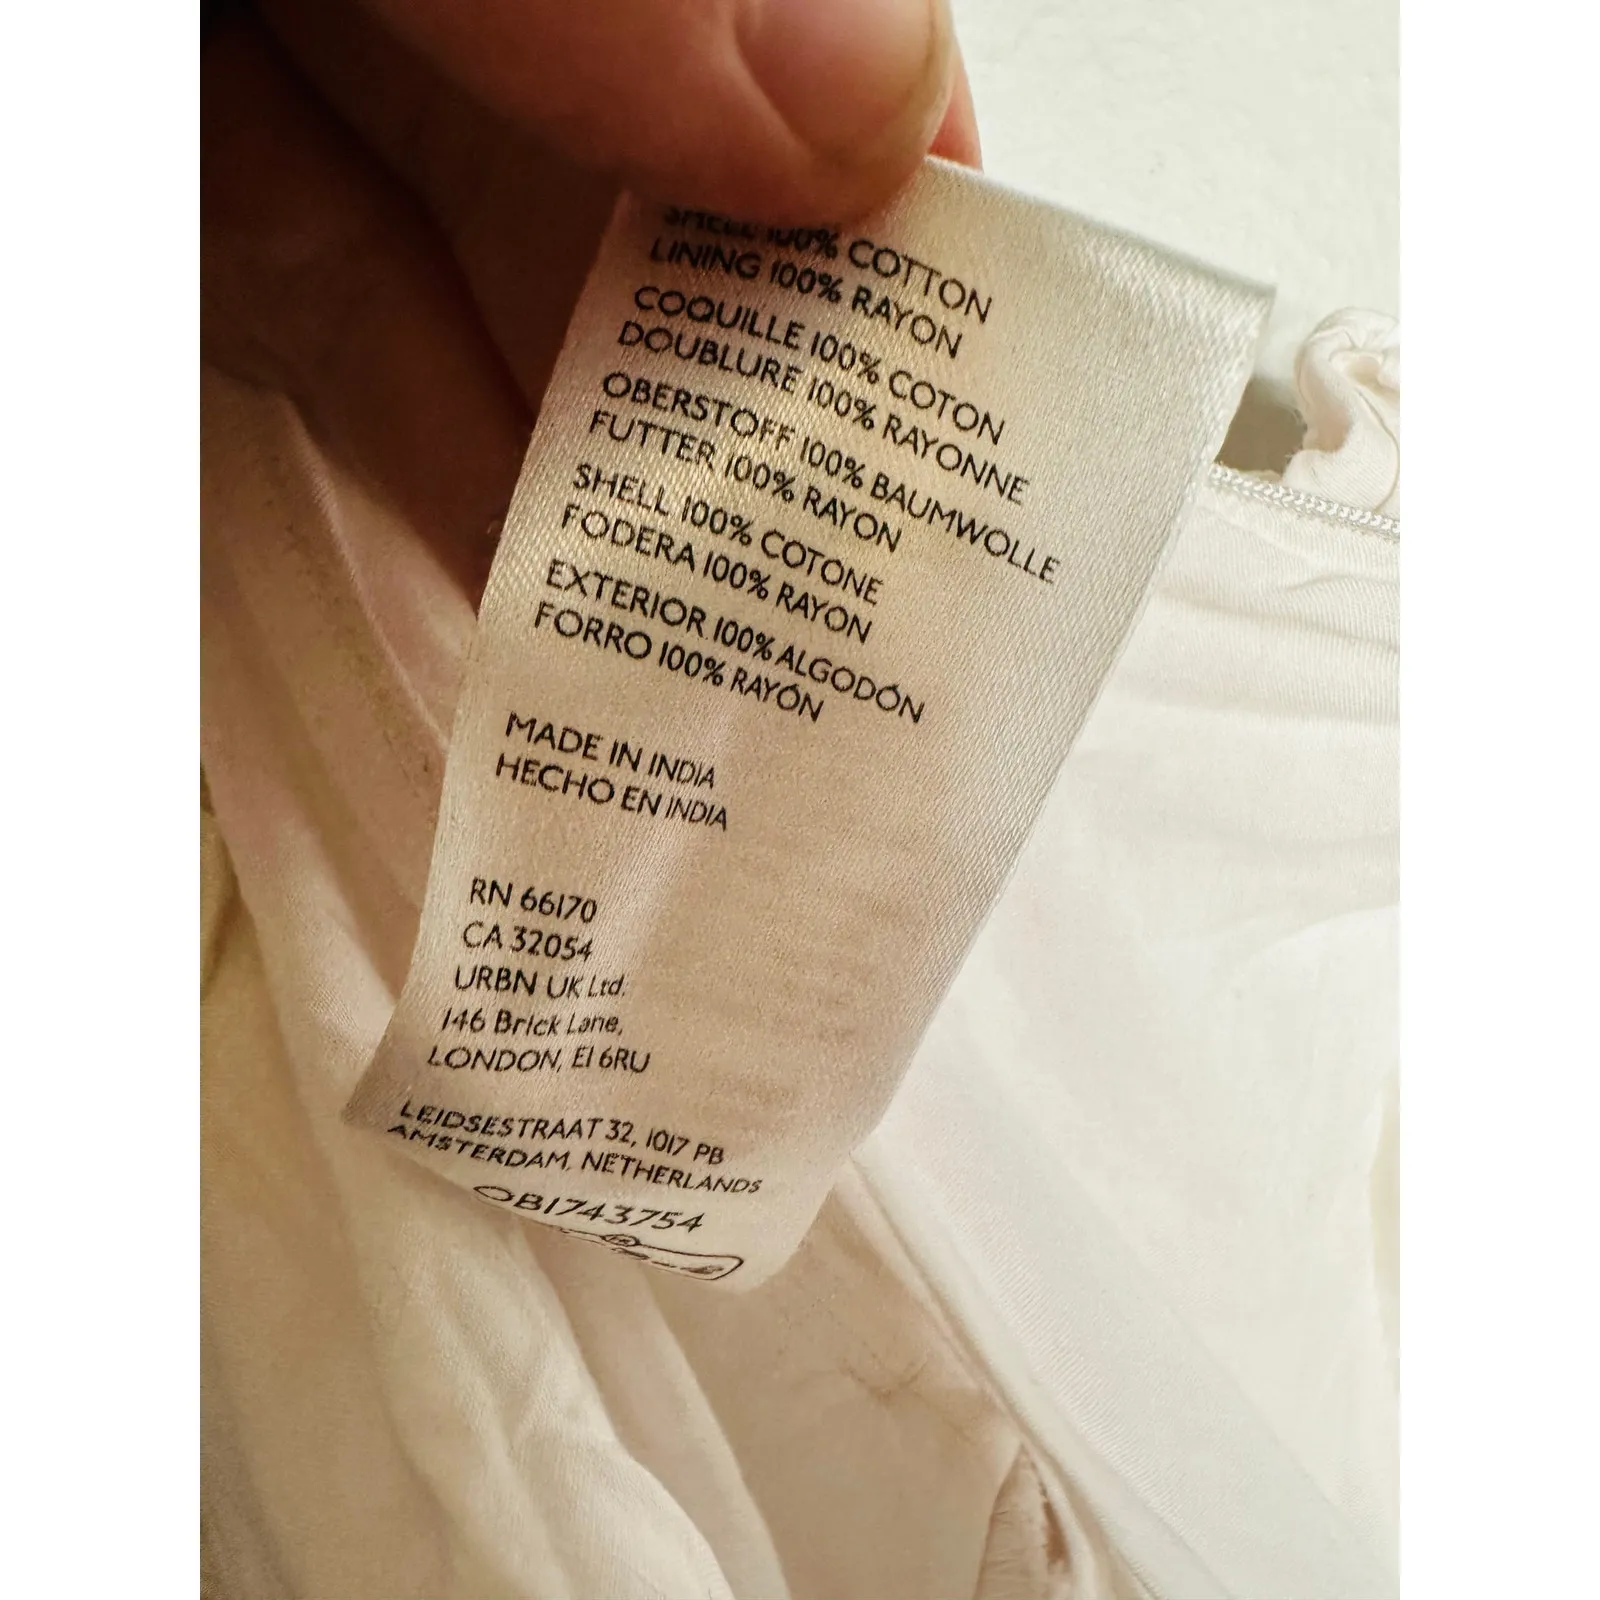 SHELL 100% COTTON
LINING 100% RAYON
COQUILLE 100% COTON
DOUBLURE 100% RAYONNE
OBERSTOFF 100% BAUMWOLLE
FUTTER 100% RAYON
SHELL 100% COTONE
FODERA 100% RAYON
EXTERIOR 100% ALGODÓN
FORRO 100% RAYÓN
MADE IN INDIA
HECHO EN INDIA
RN 66170
CA 32054
URBN UK Ltd.
146 Brick Lane,
LONDON, E1 6RU
LEIDSESTRAAT 32, 1017 PB
AMSTERDAM, NETHERLANDS
OB1743754